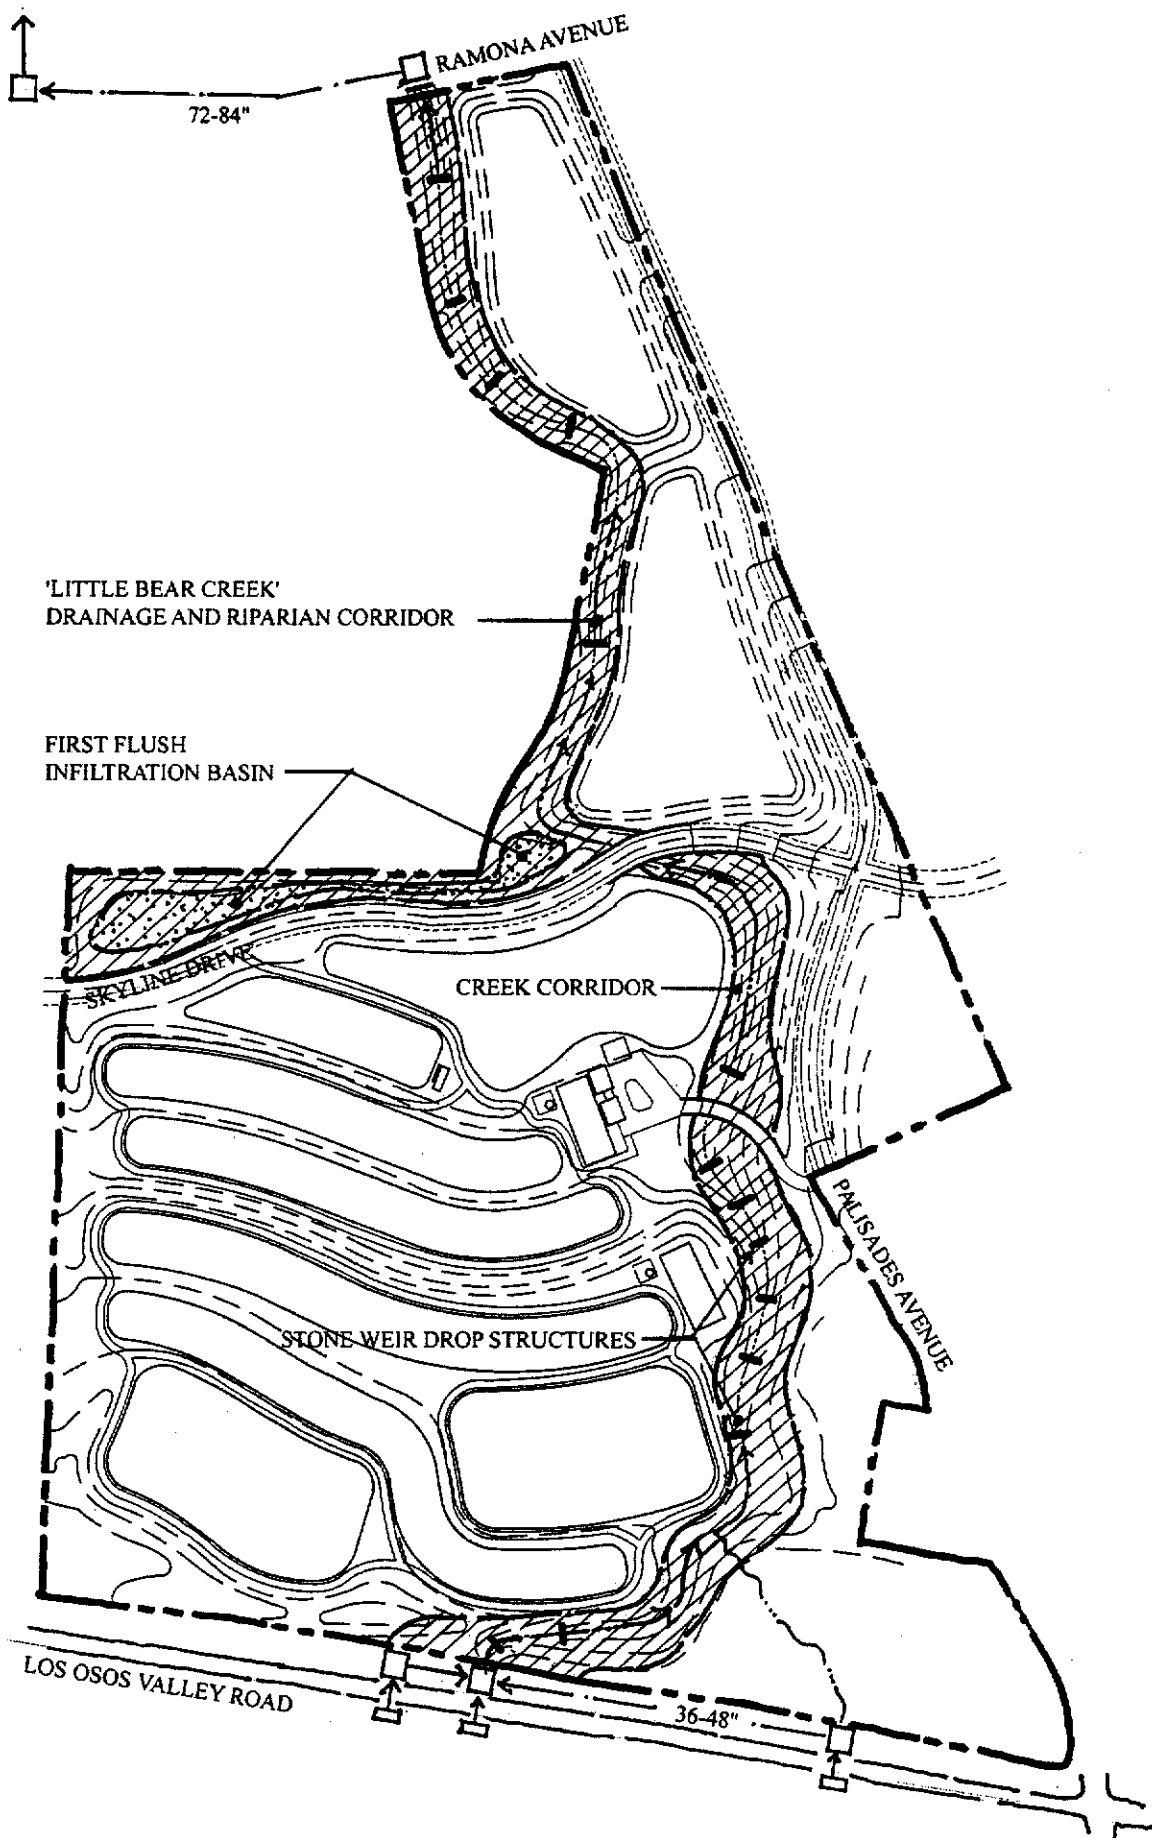 RAMONA AVENUE
72-84"
'LITTLE BEAR CREEK'
DRAINAGE AND RIPARIAN CORRIDOR
FIRST FLUSH
INFILTRATION BASIN
SKYLINE DRIVE
CREEK CORRIDOR
PALISADES AVENUE
STONE WEIR DROP STRUCTURES
LOS OSOS VALLEY ROAD
36-48"